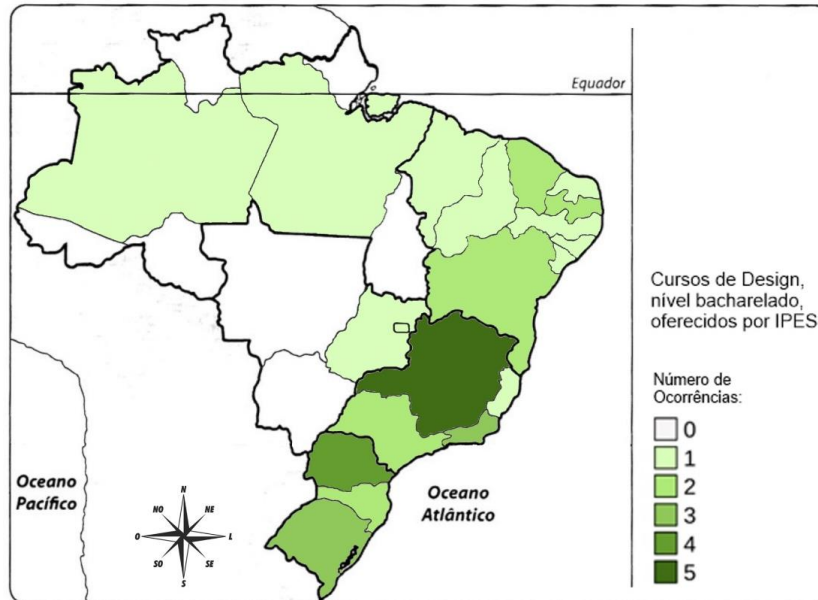 Equador
Cursos de Design,
nível bacharelado,
oferecidos por IPES
Número de
Ocorrências:
0
1
2
3
4
5
Oceano
Pacífico
Oceano
Atlântico
N
NO
NE
O
L
SO
SE
S